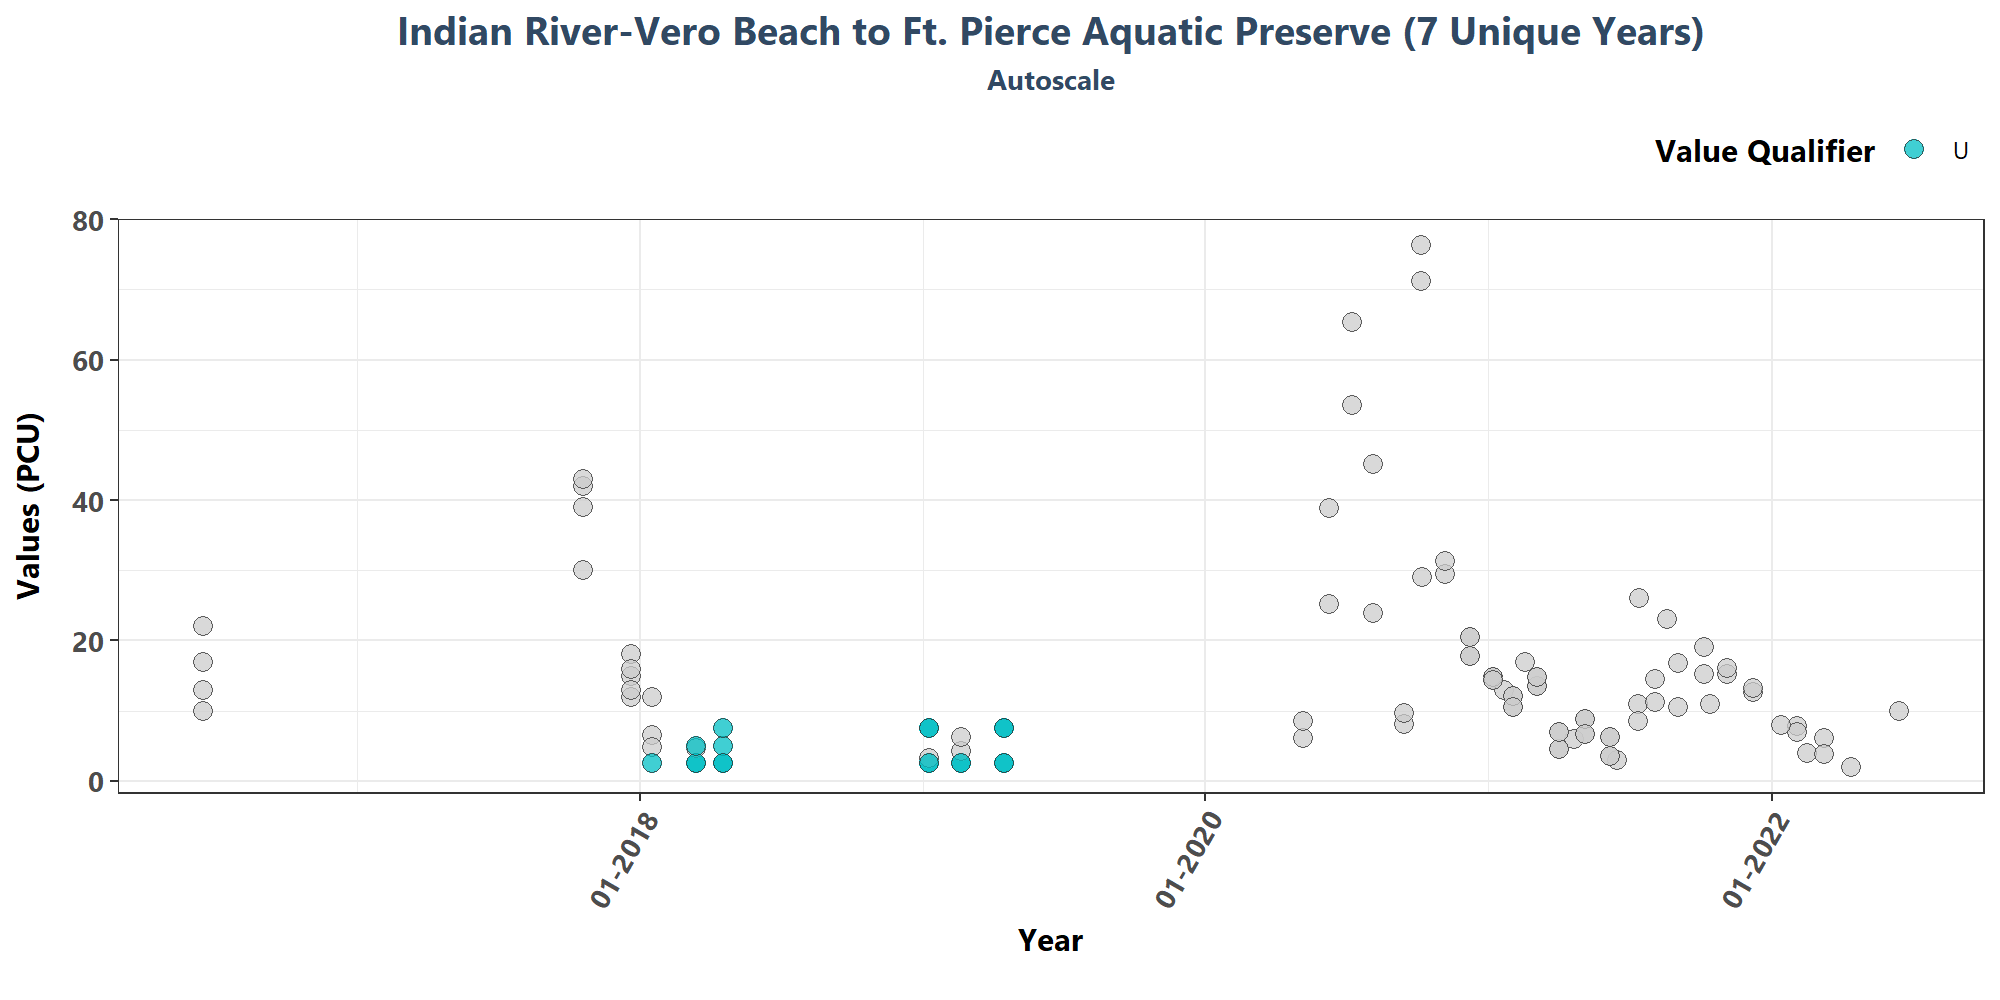 Indian River-Vero Beach to Ft. Pierce Aquatic Preserve (7 Unique Years)
Autoscale
Value Qualifier U
80
60
40
20
0
Values (PCU)
01-2018
01-2020
01-2022
Year